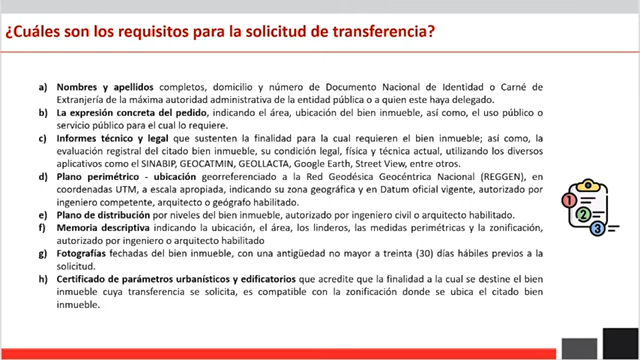 ¿Cuáles son los requisitos para la solicitud de transferencia?
a) Nombres y apellidos completos, domicilio y número de Documento Nacional de Identidad o Carné de
Extranjería de la máxima autoridad administrativa de la entidad pública o a quien este haya delegado.
b) La expresión concreta del pedido, indicando el área, ubicación del bien inmueble, así como, el uso público o
servicio público para el cual lo requiere.
c) Informes técnico y legal que sustenten la finalidad para la cual requieren el bien inmueble; así como, la
evaluación registral del citado bien inmueble, su condición legal, física y técnica actual, utilizando los diversos
aplicativos como el SINABIP, GEOCATMIN, GEOLLACTA, Google Earth, Street View, entre otros.
d) Plano perimétrico - ubicación georreferenciado a la Red Geodésica Geocéntrica Nacional (REGGEN), en
coordenadas UTM, a escala apropiada, indicando su zona geográfica y en Datum oficial vigente, autorizado por
ingeniero competente, arquitecto o geógrafo habilitado.
e) Plano de distribución por niveles del bien inmueble, autorizado por ingeniero civil o arquitecto habilitado.
f) Memoria descriptiva indicando la ubicación, el área, los linderos, las medidas perimétricas y la zonificación,
autorizado por ingeniero o arquitecto habilitado
g) Fotografías fechadas del bien inmueble, con una antigüedad no mayor a treinta (30) días hábiles previos a la
solicitud.
h) Certificado de parámetros urbanísticos y edificatorios que acredite que la finalidad a la cual se destine el bien
inmueble cuya transferencia se solicita, es compatible con la zonificación donde se ubica el citado bien
inmueble.
1
2
3